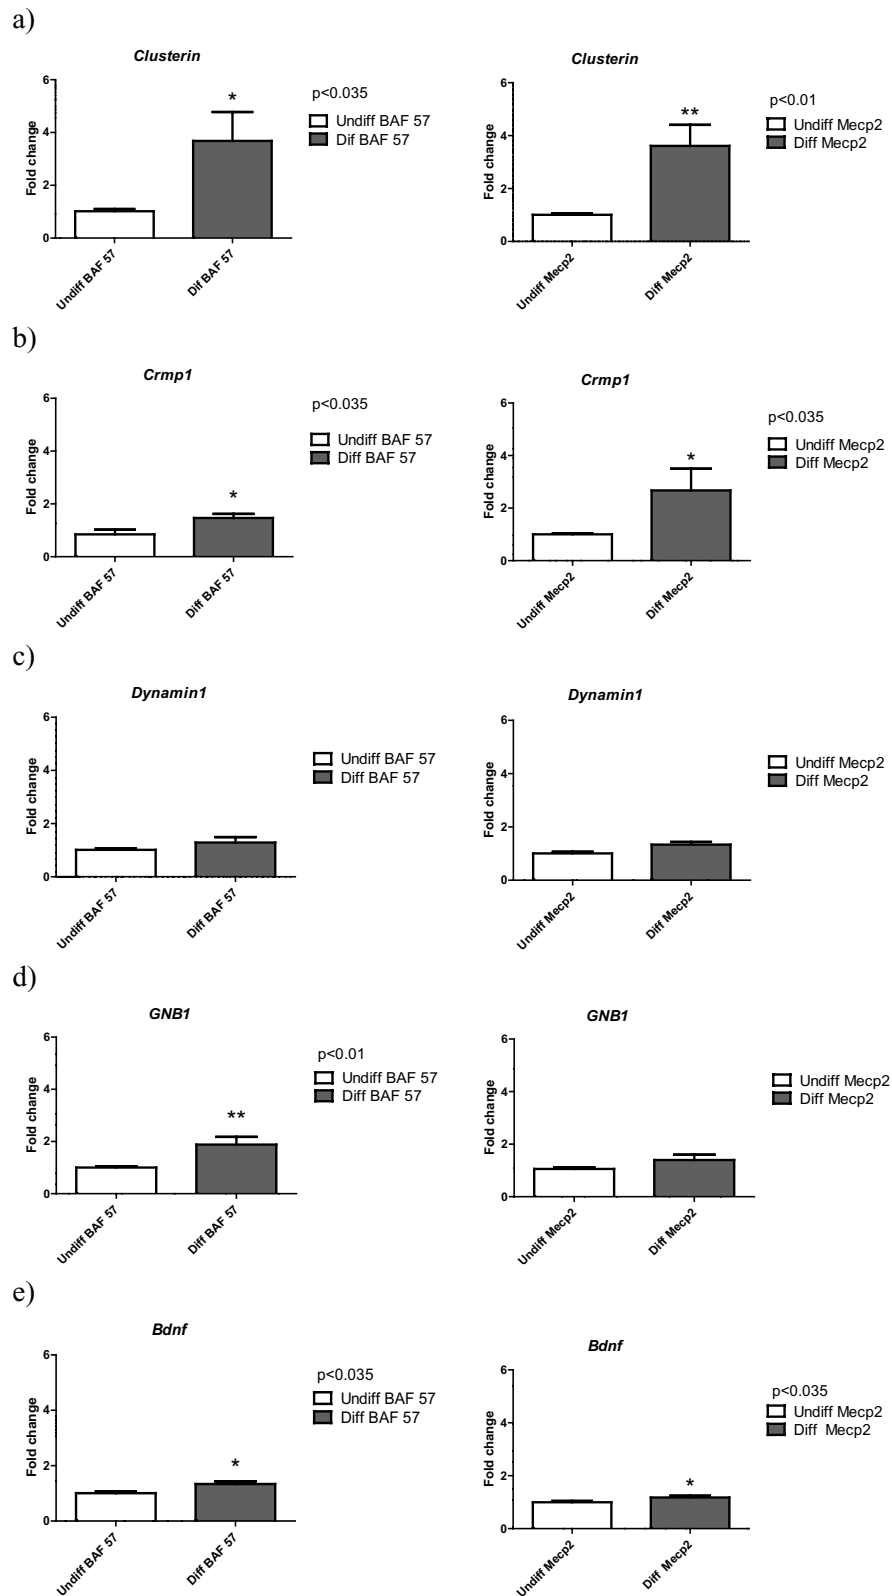 a)
Clusterin
6
4
2
0
Fold change
*
p<0.035
Undiff BAF 57
Dif BAF 57
Undiff BAF 57
Dif BAF 57
Clusterin
6
4
2
0
Fold change
**
p<0.01
Undiff Mecp2
Diff Mecp2
Undiff Mecp2
Diff Mecp2
b)
Crmp1
6
4
2
0
Fold change
*
p<0.035
Undiff BAF 57
Diff BAF 57
Undiff BAF 57
Diff BAF 57
Crmp1
6
4
2
0
Fold change
*
p<0.035
Undiff Mecp2
Diff Mecp2
Undiff Mecp2
Diff Mecp2
c)
Dynamin1
6
4
2
0
Fold change
Undiff BAF 57
Diff BAF 57
Undiff BAF 57
Diff BAF 57
Dynamin1
6
4
2
0
Fold change
Undiff Mecp2
Diff Mecp2
Undiff Mecp2
Diff Mecp2
d)
GNB1
6
4
2
0
Fold change
**
p<0.01
Undiff BAF 57
Diff BAF 57
Undiff BAF 57
Diff BAF 57
GNB1
6
4
2
0
Fold change
Undiff Mecp2
Diff Mecp2
Undiff Mecp2
Diff Mecp2
e)
Bdnf
6
4
2
0
Fold change
*
p<0.035
Undiff BAF 57
Diff BAF 57
Undiff BAF 57
Diff BAF 57
Bdnf
6
4
2
0
Fold change
*
p<0.035
Undiff Mecp2
Diff Mecp2
Undiff Mecp2
Diff Mecp2